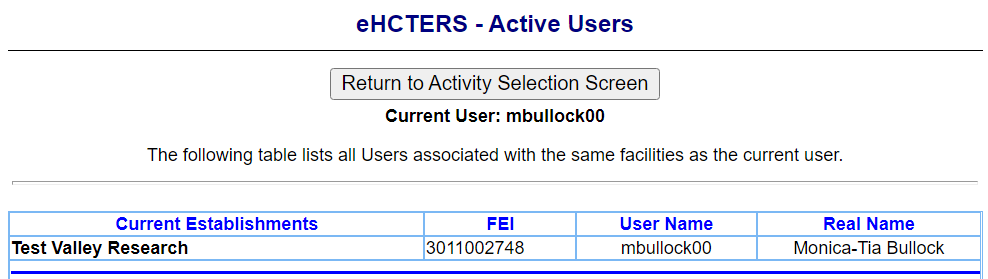 eHCTERS - Active Users
Return to Activity Selection Screen
Current User: mbullock00
The following table lists all Users associated with the same facilities as the current user.
Current Establishments FEI User Name Real Name
Test Valley Research 3011002748 mbullock00 Monica-Tia Bullock